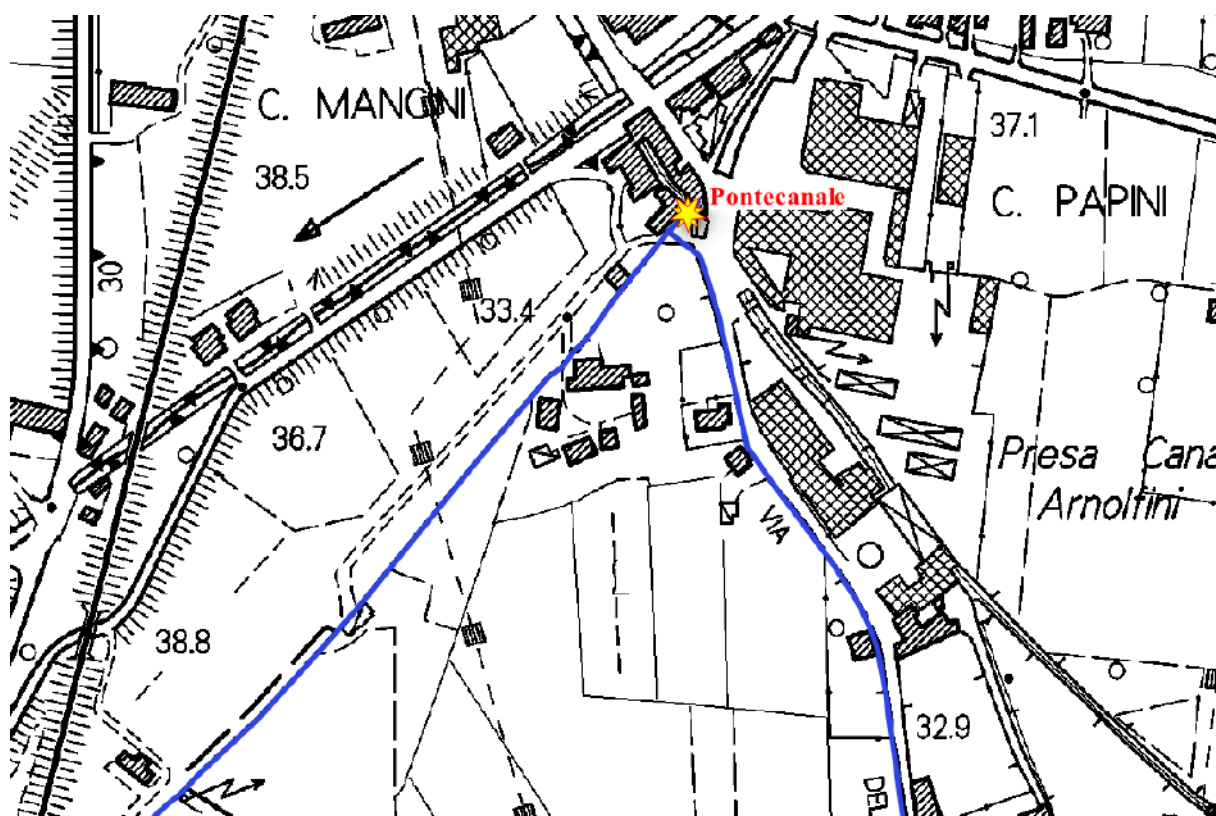 C. MANCINI
37.1
38.5
Pontecanale
C. PAPINI
30
33.4
36.7
Presa Cana
Arnolfini
VIA
38.8
32.9
DEL